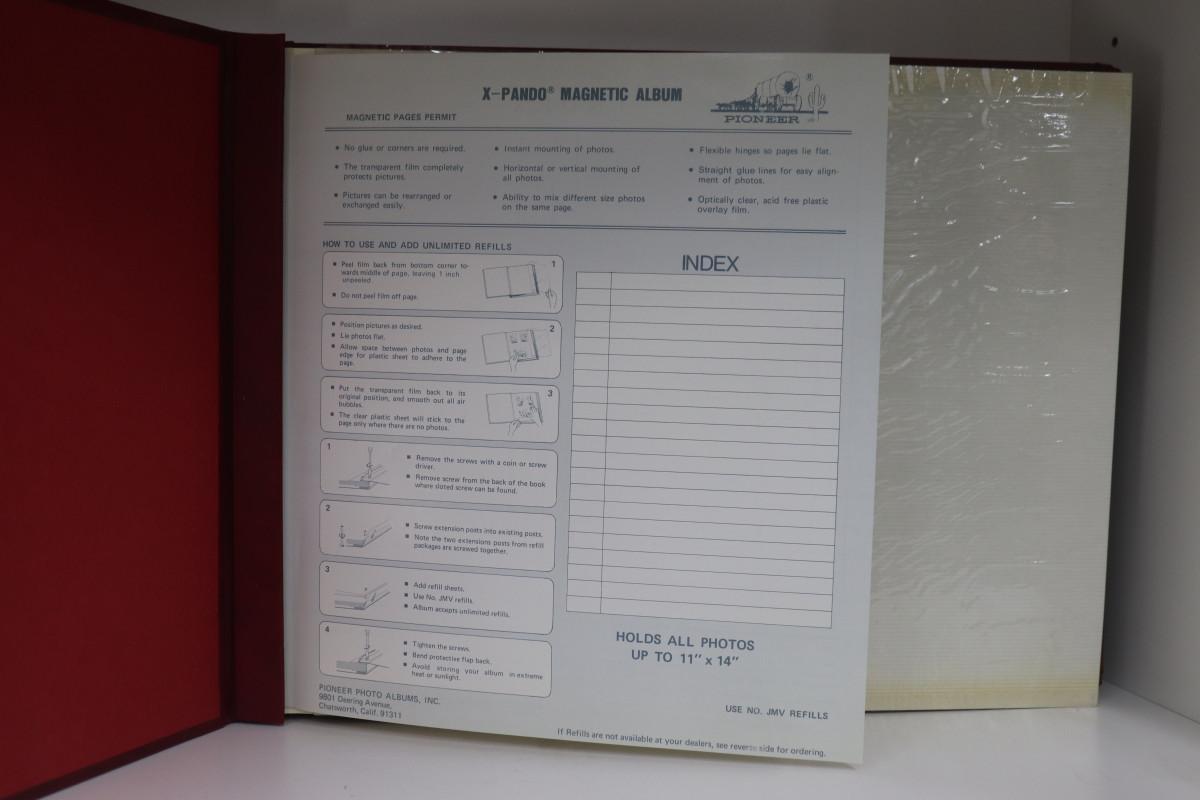 X-PANDO® MAGNETIC ALBUM
®
PIONEER
MAGNETIC PAGES PERMIT
• No glue or corners are required.
• The transparent film completely
protects pictures.
• Pictures can be rearranged or
exchanged easily.
• Instant mounting of photos.
• Horizontal or vertical mounting of
all photos.
• Ability to mix different size photos
on the same page.
• Flexible hinges so pages lie flat.
• Straight glue lines for easy align-
ment of photos.
• Optically clear, acid free plastic
overlay film.
HOW TO USE AND ADD UNLIMITED REFILLS
1
■ Peel film back from bottom corner to-
wards middle of page, leaving 1 inch
unpeeled.
■ Do not peel film off page.
2
■ Position pictures as desired.
■ Lie photos flat.
■ Allow space between photos and page
edge for plastic sheet to adhere to the
page.
3
■ Put the transparent film back to its
original position, and smooth out all air
bubbles.
■ The clear plastic sheet will stick to the
page only where there are no photos.
1
■ Remove the screws with a coin or screw
driver.
■ Remove screw from the back of the book
where sloted screw can be found.
2
■ Screw extension posts into existing posts.
■ Note the two extensions posts from refill
packages are screwed together.
3
■ Add refill sheets.
■ Use No. JMV refills.
■ Album accepts unlimited refills.
4
■ Tighten the screws.
■ Bend protective flap back.
■ Avoid storing your album in extreme
heat or sunlight.
PIONEER PHOTO ALBUMS, INC.
9801 Deering Avenue,
Chatsworth, Calif. 91311
INDEX
HOLDS ALL PHOTOS
UP TO 11" x 14"
USE NO. JMV REFILLS
If Refills are not available at your dealers, see reverse side for ordering.